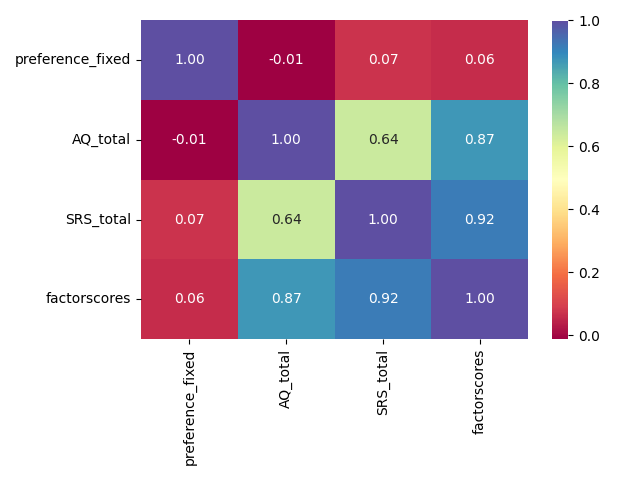 preference_fixed 1.00 -0.01 0.07 0.06
AQ_total -0.01 1.00 0.64 0.87
SRS_total 0.07 0.64 1.00 0.92
factorscores 0.06 0.87 0.92 1.00
preference_fixed
AQ_total
SRS_total
factorscores
1.0
0.8
0.6
0.4
0.2
0.0